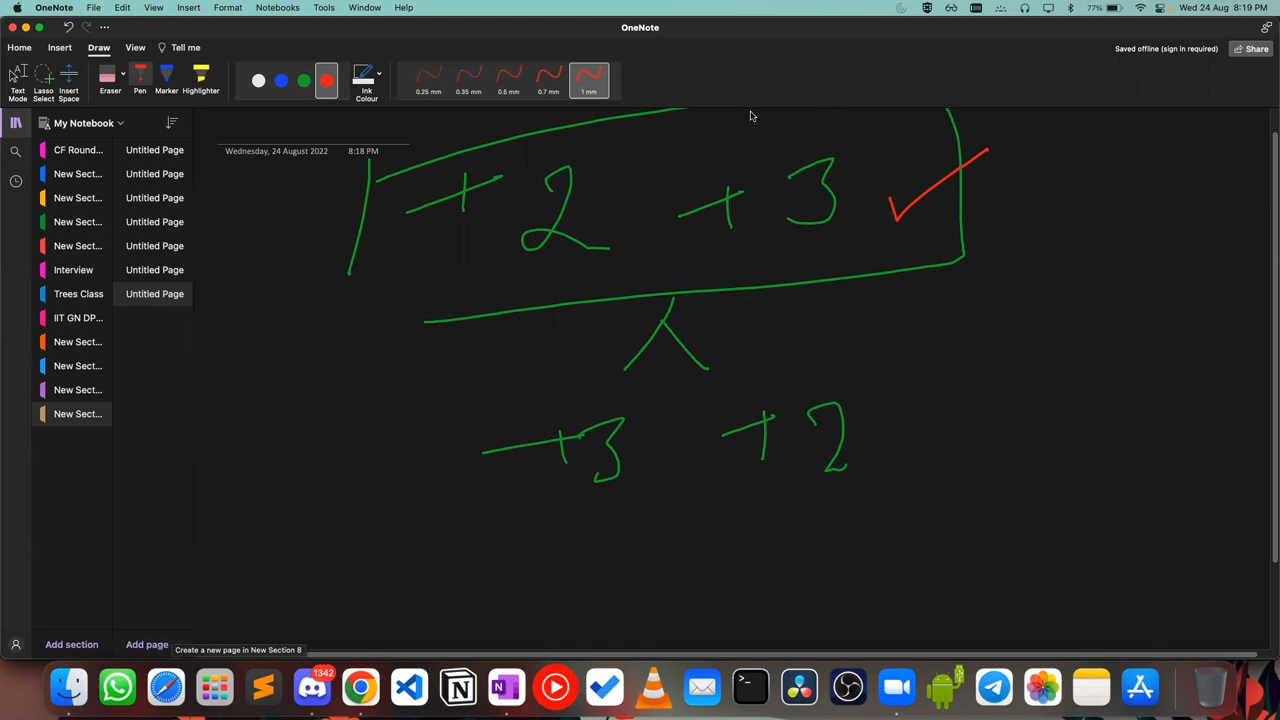 OneNote File Edit View Insert Format Notebooks Tools Window Help 77% Wed 24 Aug 8:19 PM
OneNote
Home Insert Draw View Tell me Saved offline (sign in required) Share
Text Mode Lasso Select Insert Space Eraser Pen Marker Highlighter Ink Colour 0.25 mm 0.35 mm 0.5 mm 0.7 mm 1 mm
My Notebook
CF Round... Untitled Page Wednesday, 24 August 2022 8:18 PM
New Sec... Untitled Page
New Sect... Untitled Page
New Sect... Untitled Page
New Sect... Untitled Page
Interview Untitled Page
Trees Class Untitled Page
IIT GN DP...
New Sect...
New Sect...
New Sect...
New Sect...
+ 2 + 3
+3 + 2
Add section Add page Create a new page in New Section 8
1342